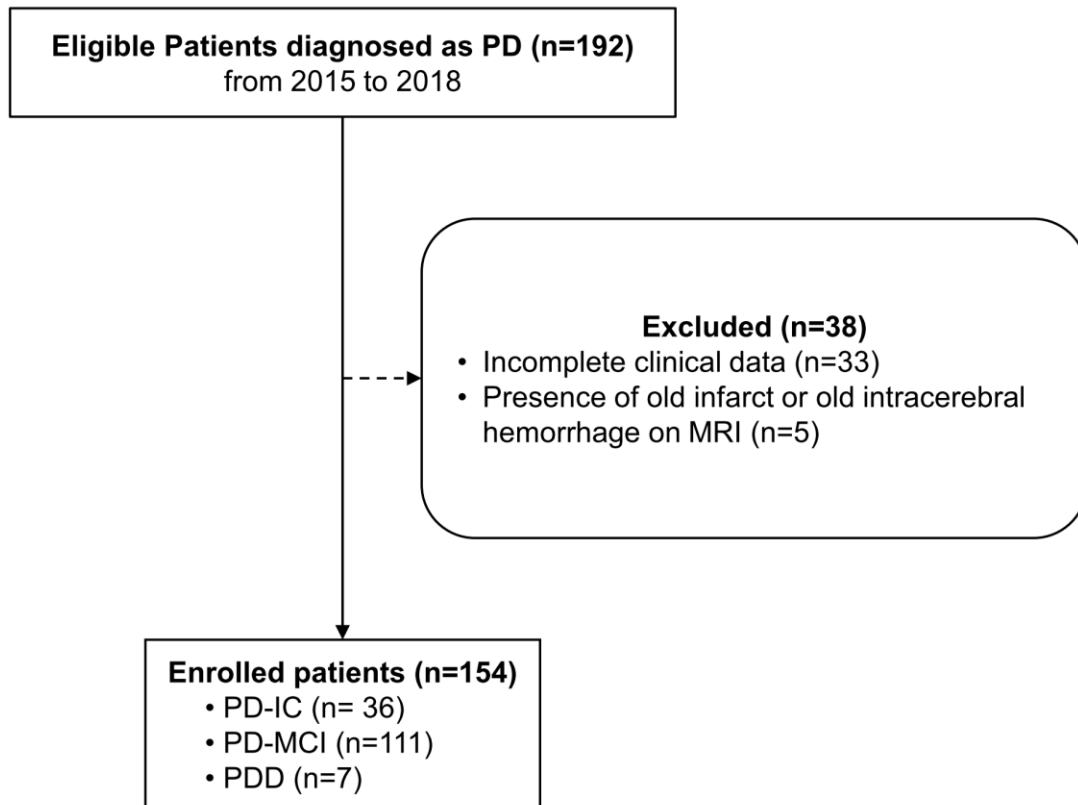 Eligible Patients diagnosed as PD (n=192)
from 2015 to 2018
Excluded (n=38)
• Incomplete clinical data (n=33)
• Presence of old infarct or old intracerebral
hemorrhage on MRI (n=5)
Enrolled patients (n=154)
• PD-IC (n= 36)
• PD-MCI (n=111)
• PDD (n=7)